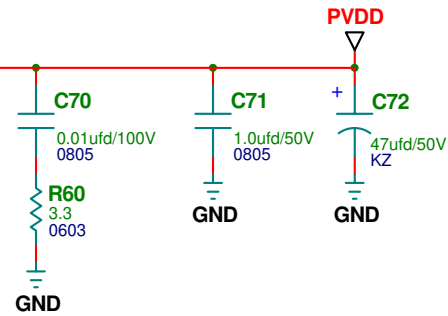 PVDD
C70
0.01ufd/100V
0805
C71
1.0ufd/50V
0805
+
C72
47ufd/50V
KZ
R60
3.3
0603
GND
GND
GND